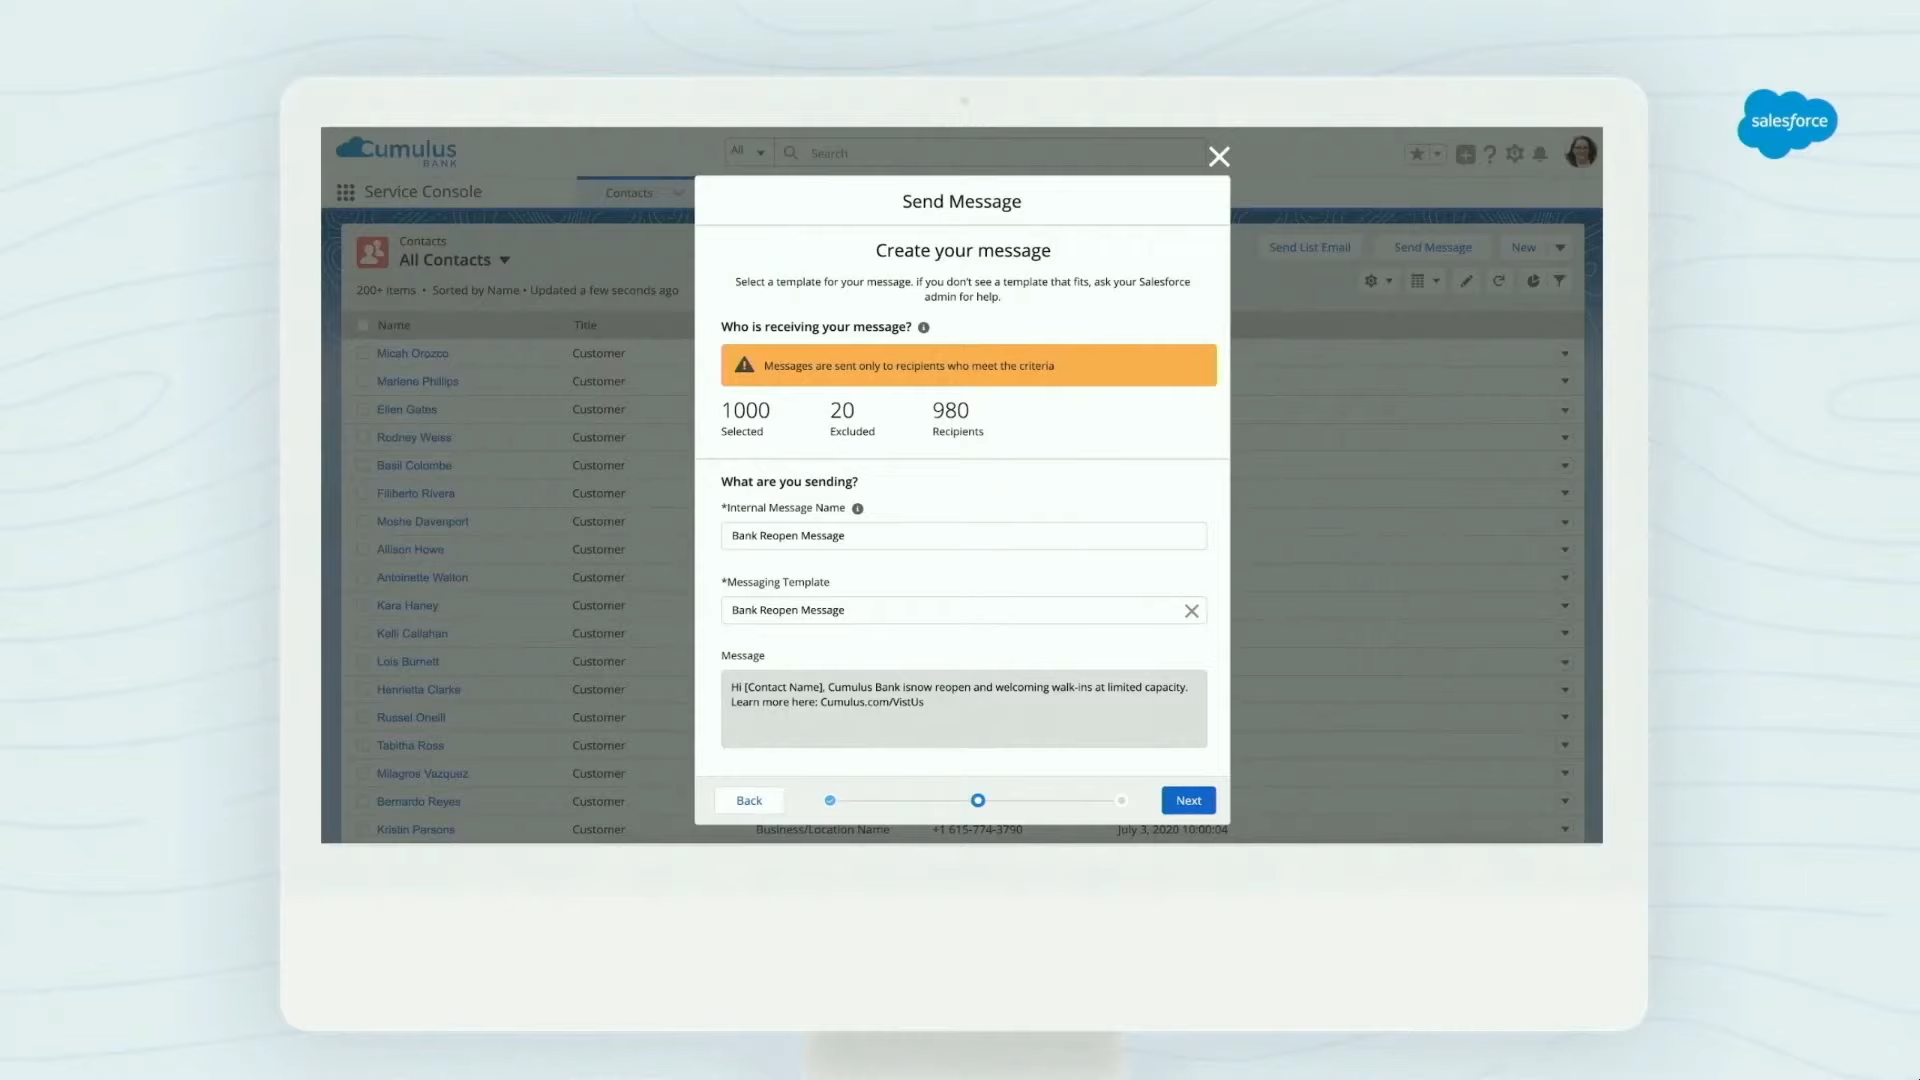 salesforce
Cumulus
BANK
All
Search
Service Console
Contacts
Send Message
Contacts
All Contacts
Send List Email
Send Message
New
200+ items • Sorted by Name • Updated a few seconds ago
Create your message
Select a template for your message. if you don't see a template that fits, ask your Salesforce
admin for help.
Who is receiving your message?
Messages are sent only to recipients who meet the criteria
1000
Selected
20
Excluded
980
Recipients
What are you sending?
*Internal Message Name
Bank Reopen Message
*Messaging Template
Bank Reopen Message
Message
Hi [Contact Name], Cumulus Bank isnow reopen and welcoming walk-ins at limited capacity.
Learn more here: Cumulus.com/VistUs
Back
Next
Name Title
Micah Orozco Customer
Marlene Phillips Customer
Ellen Gates Customer
Rodney Weiss Customer
Basil Colombe Customer
Filiberto Rivera Customer
Moshe Davenport Customer
Allison Howe Customer
Antoinette Walton Customer
Kara Haney Customer
Kelli Callahan Customer
Lois Burnett Customer
Henrietta Clarke Customer
Russel Oneill Customer
Tabitha Ross Customer
Milagros Vazquez Customer
Bernardo Reyes Customer
Kristin Parsons Customer Business/Location Name +1 615-774-3790 July 3, 2020 10:00:04